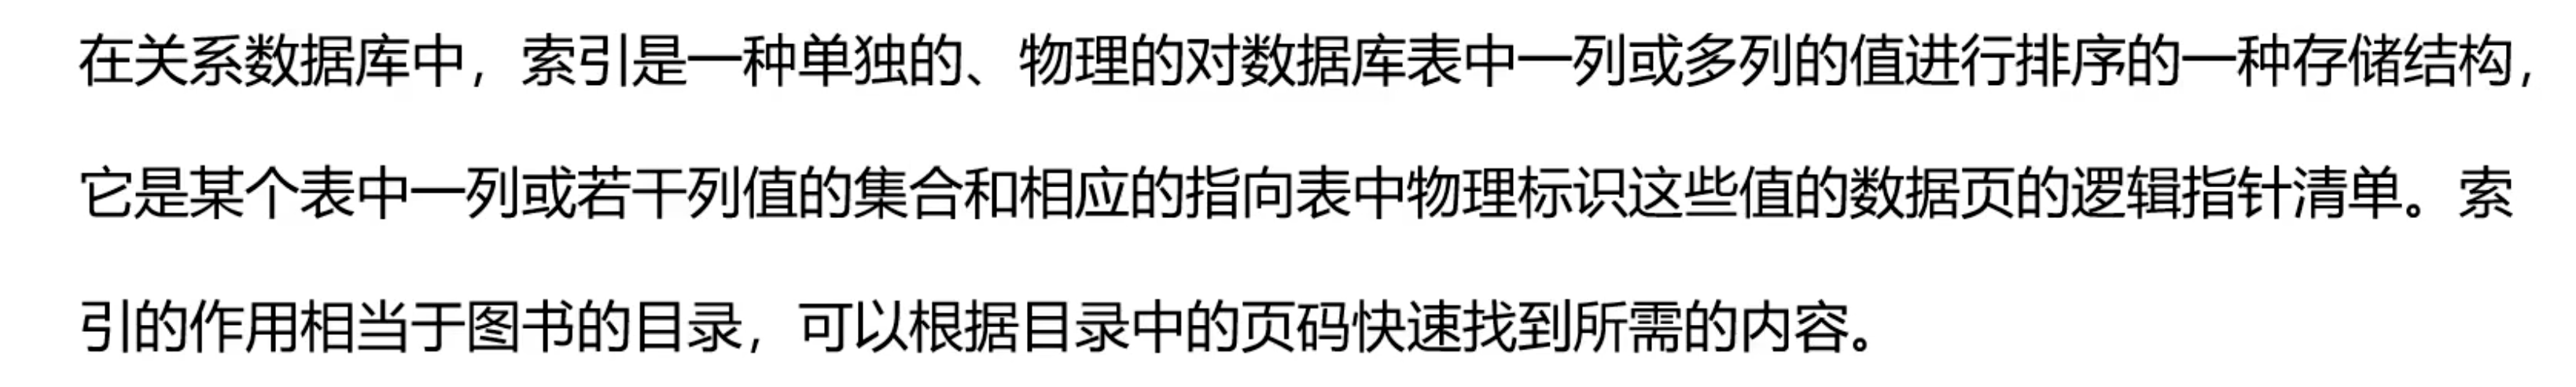 在关系数据库中，索引是一种单独的、物理的对数据库表中一列或多列的值进行排序的一种存储结构，
它是某个表中一列或若干列值的集合和相应的指向表中物理标识这些值的数据页的逻辑指针清单。索
引的作用相当于图书的目录，可以根据目录中的页码快速找到所需的内容。